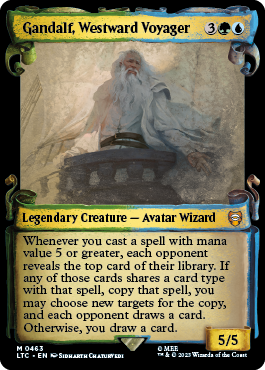 Gandalf, Westward Voyager 3
Legendary Creature — Avatar Wizard
Whenever you cast a spell with mana
value 5 or greater, each opponent
reveals the top card of their library. If
any of those cards shares a card type
with that spell, copy that spell, you
may choose new targets for the copy,
and each opponent draws a card.
Otherwise, you draw a card.
5/5
M 0463
LTC • EN Sidharth Chaturvedi
© MEE
™ & © 2023 Wizards of the Coast